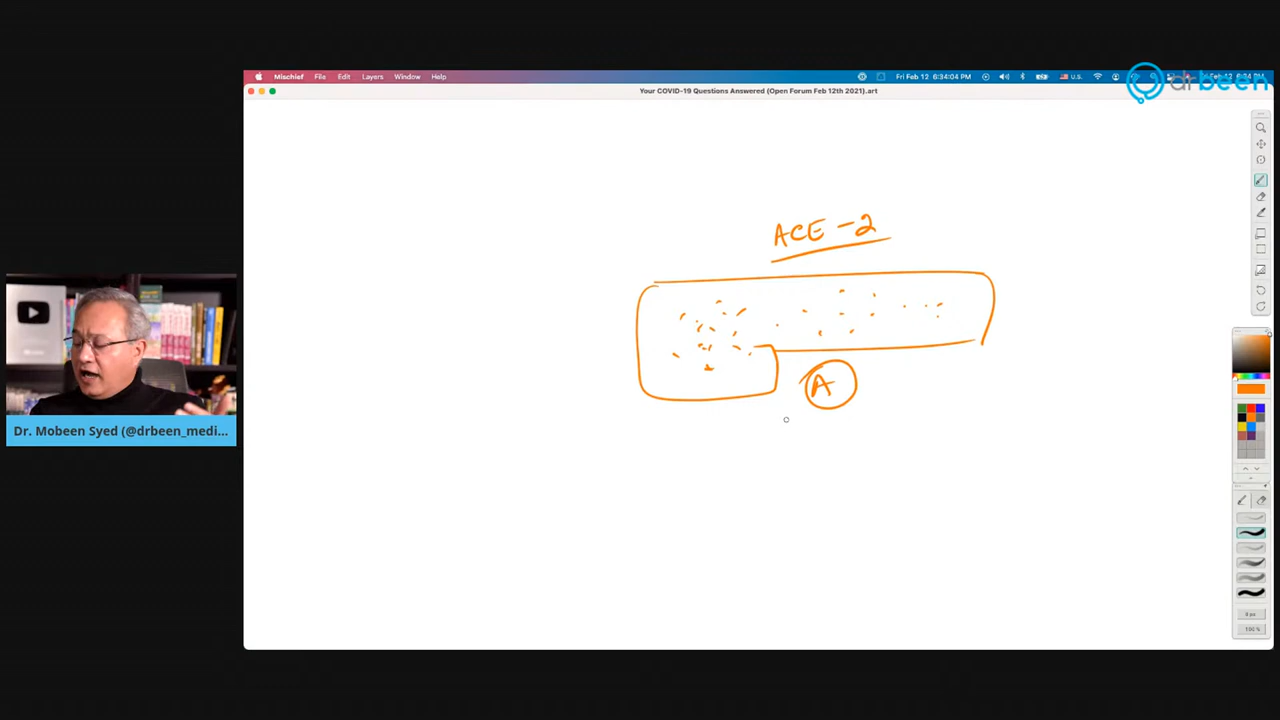 drbeen
Mischief File Edit Layers Window Help
Fri Feb 12 6:34:04 PM
U.S.
Your COVID-19 Questions Answered (Open Forum Feb 12th 2021).art
ACE-2
A
Dr. Mobeen Syed (@drbeen_medi...
100%